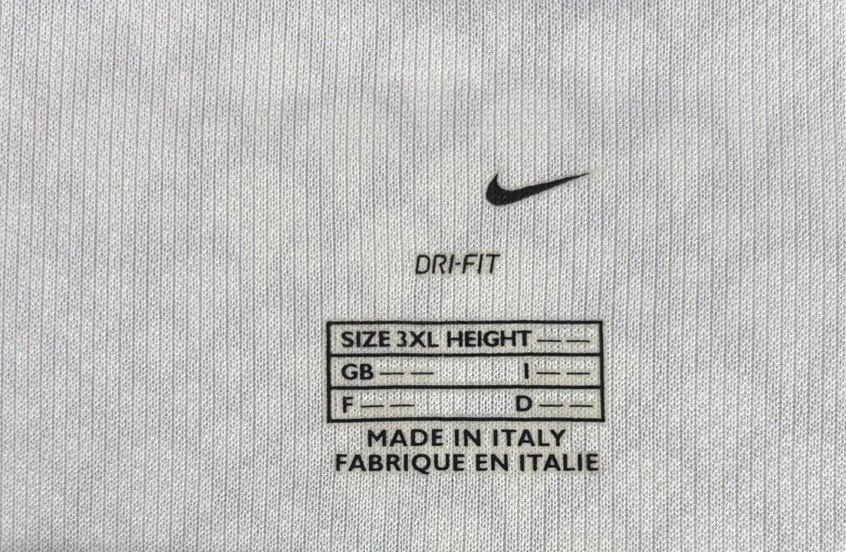 DRI-FIT
SIZE 3XL HEIGHT — —
GB — — I — —
F — — D — —
MADE IN ITALY
FABRIQUE EN ITALIE